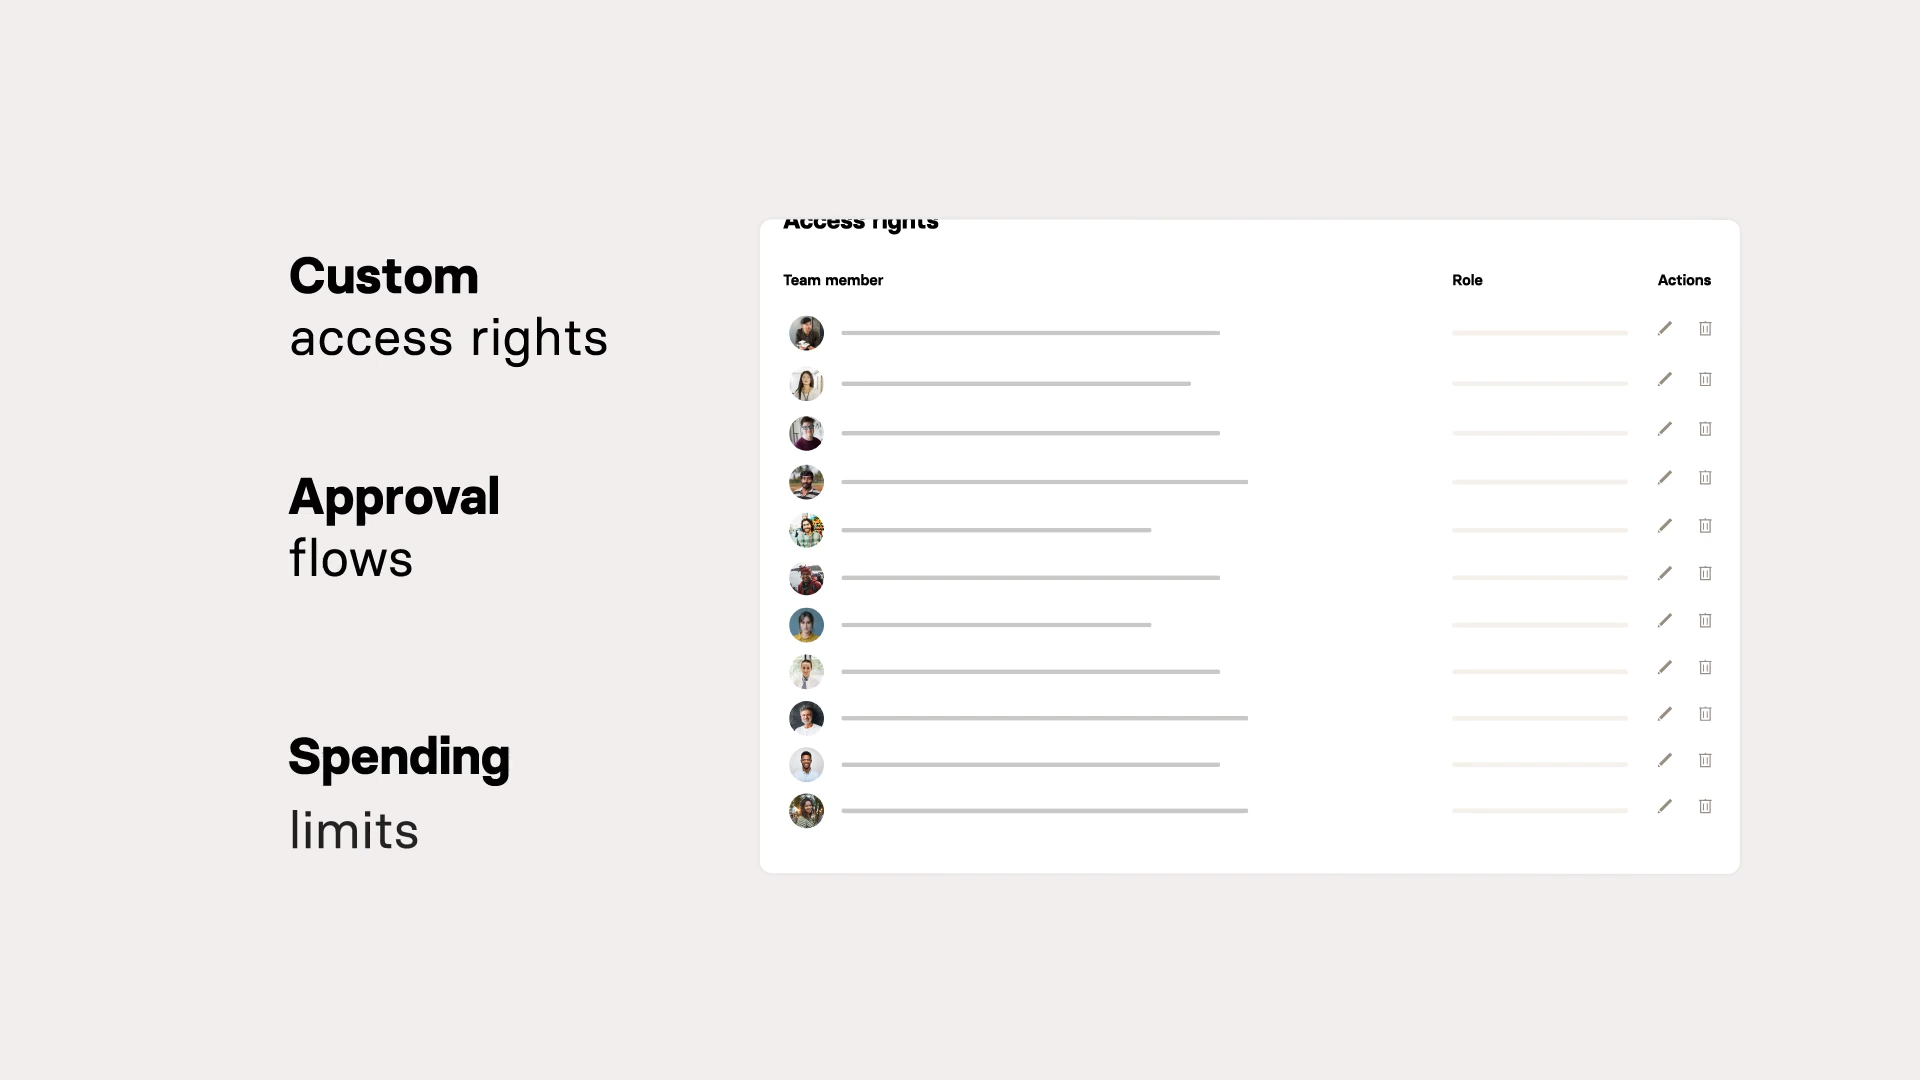 Custom
access rights
Approval
flows
Spending
limits
Access rights
Team member Role Actions